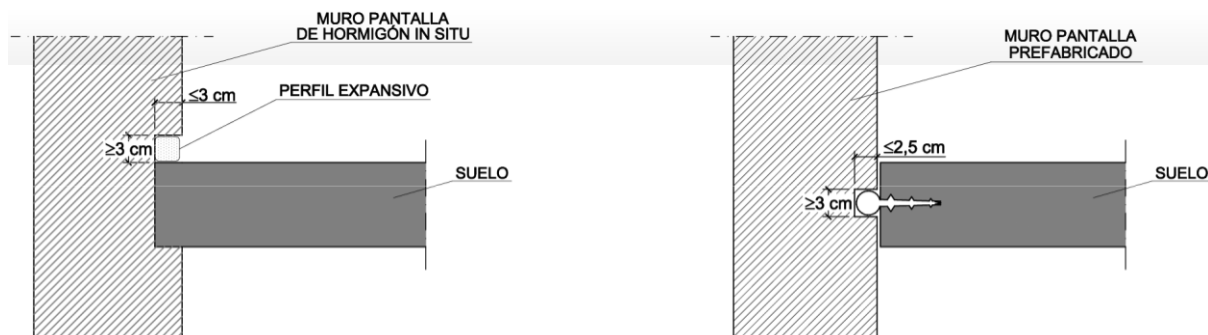 MURO PANTALLA
DE HORMIGÓN IN SITU
≤3 cm
PERFIL EXPANSIVO
≥3 cm
SUELO
MURO PANTALLA
PREFABRICADO
≤2,5 cm
≥3 cm
SUELO